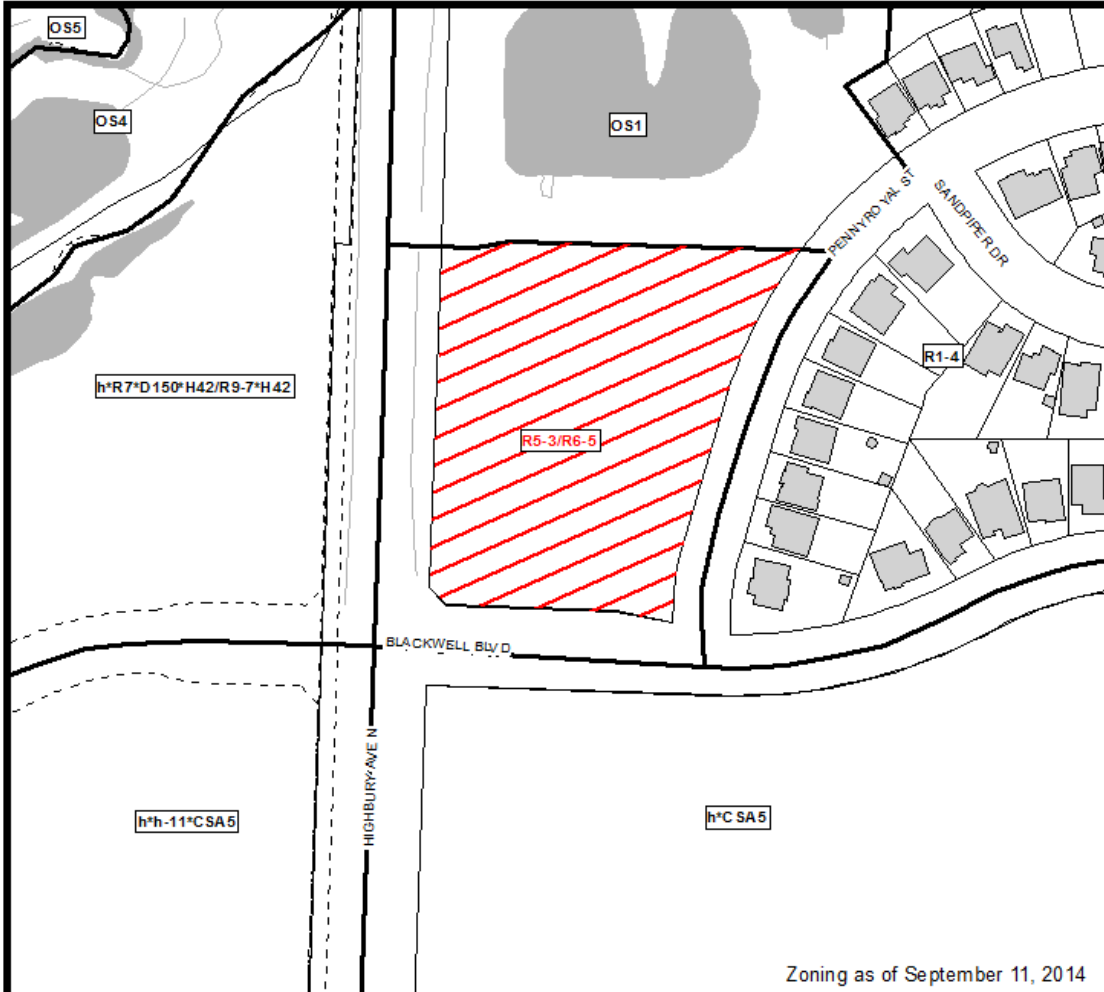 OS5
OS4
OS1
PENNYROYAL ST
SANDPIPER DR
R1-4
h*R7*D150*H42/R9-7*H42
R5-3/R6-5
BLACKWELL BLVD
HIGHBURY AVE N
h*h-11*CSA5
h*CSA5
Zoning as of September 11, 2014